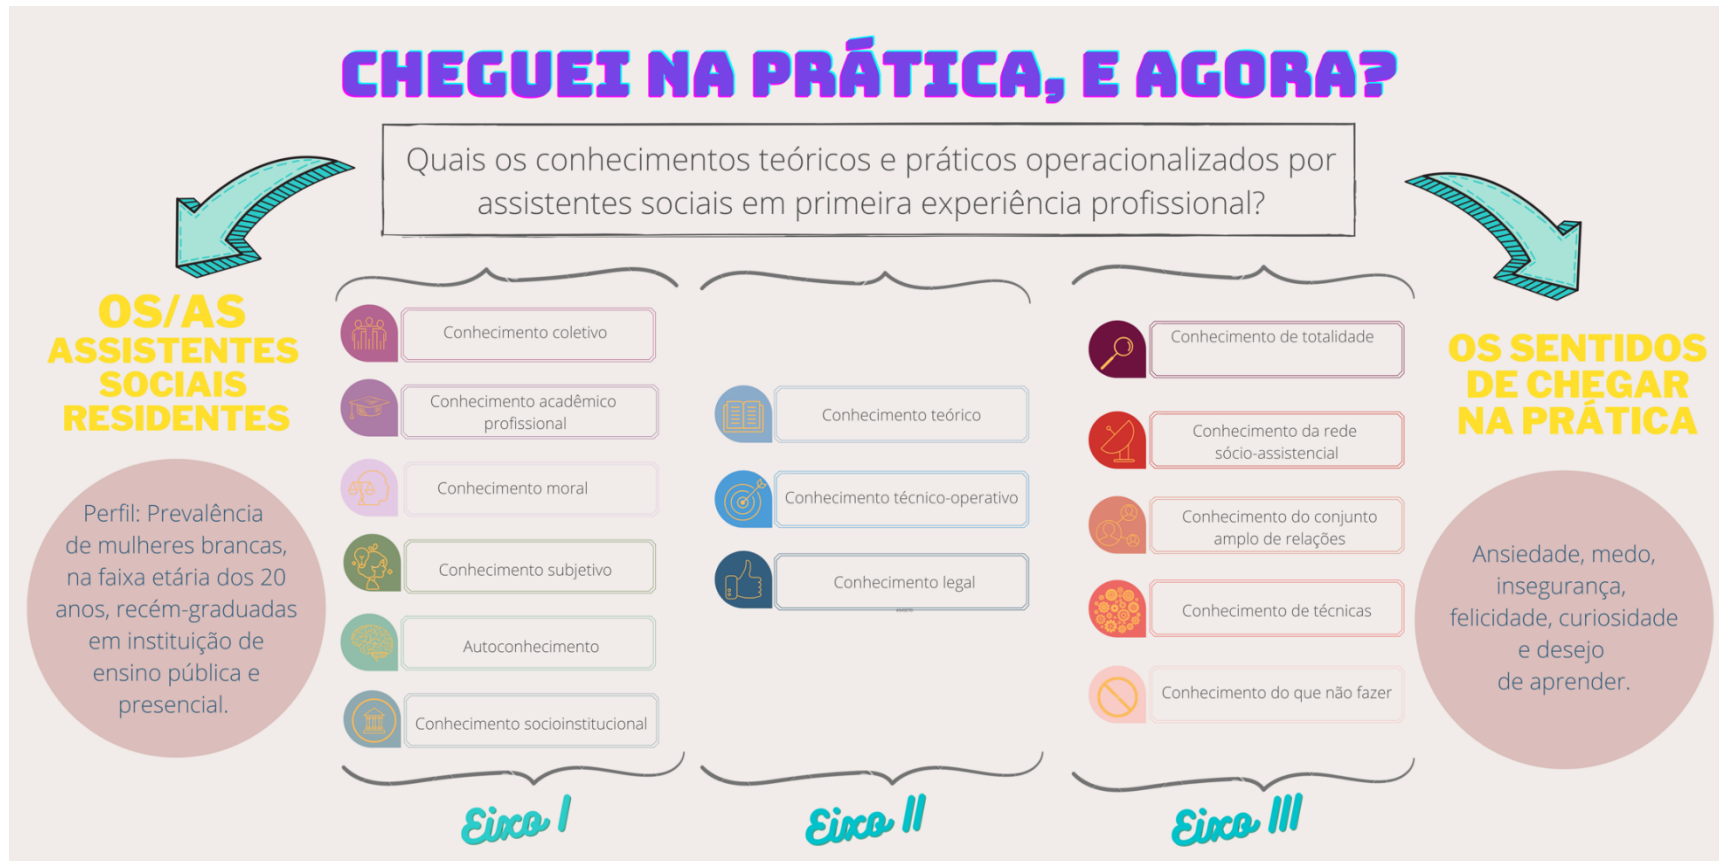 CHEGUEI NA PRÁTICA, E AGORA?
Quais os conhecimentos teóricos e práticos operacionalizados por
assistentes sociais em primeira experiência profissional?
OS/AS
ASSISTENTES
SOCIAIS
RESIDENTES
Perfil: Prevalência
de mulheres brancas,
na faixa etária dos 20
anos, recém-graduadas
em instituição de
ensino pública e
presencial.
Conhecimento coletivo
Conhecimento acadêmico
profissional
Conhecimento moral
Conhecimento subjetivo
Autoconhecimento
Conhecimento socioinstitucional
Eixo I
Conhecimento teórico
Conhecimento técnico-operativo
Conhecimento legal
Eixo II
Conhecimento de totalidade
Conhecimento da rede
sócio-assistencial
Conhecimento do conjunto
amplo de relações
Conhecimento de técnicas
Conhecimento do que não fazer
Eixo III
OS SENTIDOS
DE CHEGAR
NA PRÁTICA
Ansiedade, medo,
insegurança,
felicidade, curiosidade
e desejo
de aprender.